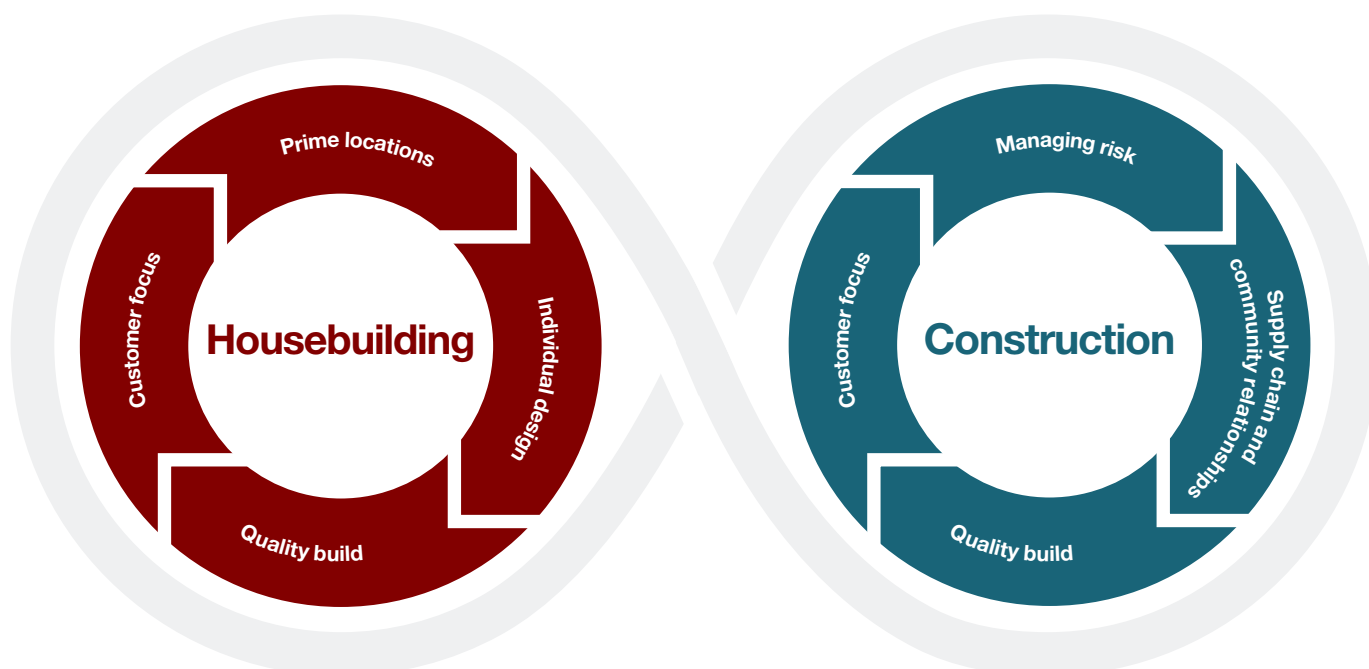 Prime locations
Individual design
Quality build
Customer focus
Housebuilding
Managing risk
Supply chain and
community relationships
Quality build
Customer focus
Construction